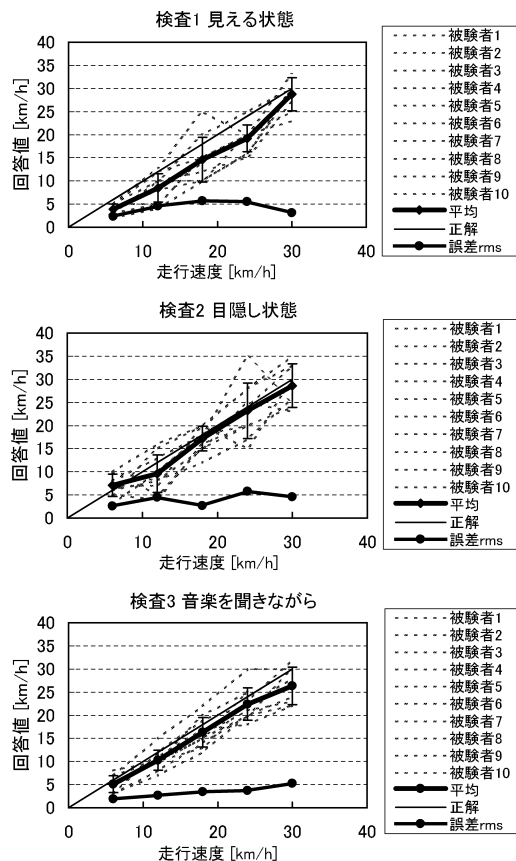 検査1 見える状態
回答値 [km/h]
40
35
30
25
20
15
10
5
0
0 10 20 30 40
走行速度 [km/h]
被験者1
被験者2
被験者3
被験者4
被験者5
被験者6
被験者7
被験者8
被験者9
被験者10
平均
正解
誤差rms
検査2 目隠し状態
回答値 [km/h]
40
35
30
25
20
15
10
5
0
0 10 20 30 40
走行速度 [km/h]
被験者1
被験者2
被験者3
被験者4
被験者5
被験者6
被験者7
被験者8
被験者9
被験者10
平均
正解
誤差rms
検査3 音楽を聞きながら
回答値 [km/h]
40
35
30
25
20
15
10
5
0
0 10 20 30 40
走行速度 [km/h]
被験者1
被験者2
被験者3
被験者4
被験者5
被験者6
被験者7
被験者8
被験者9
被験者10
平均
正解
誤差rms